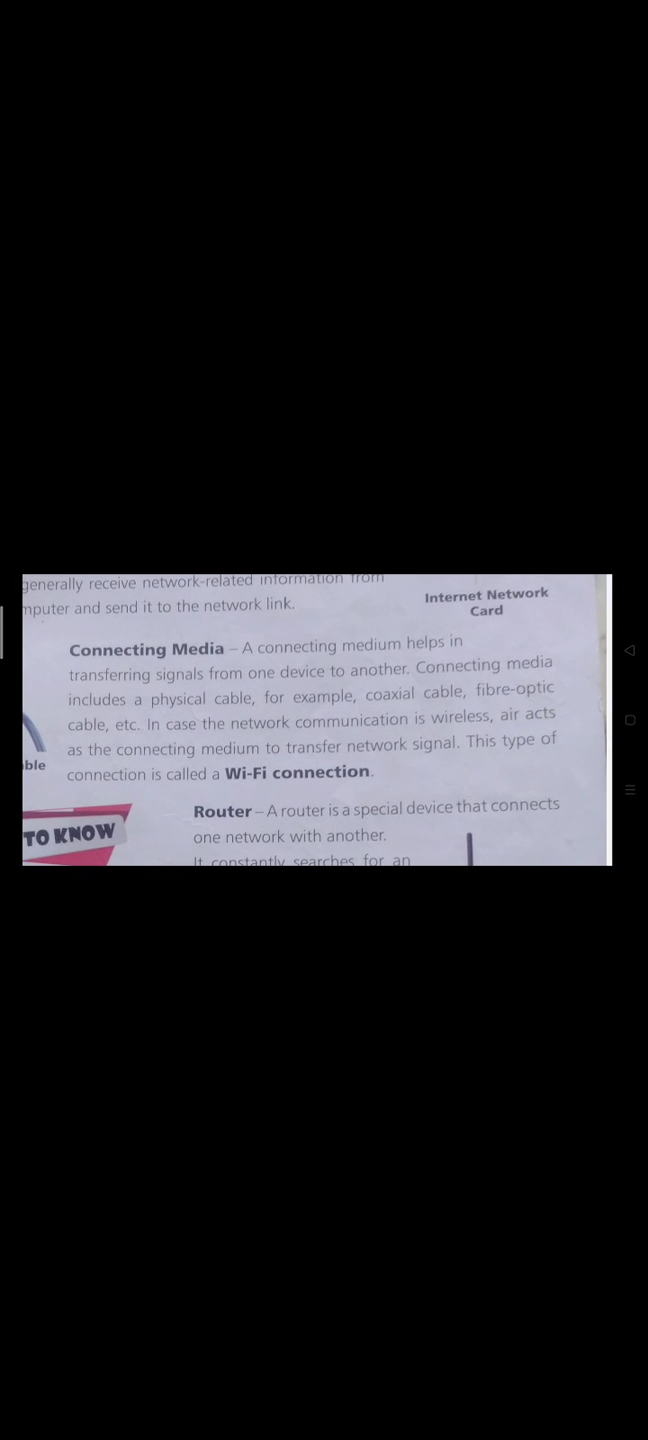 generally receive network-related information from
mputer and send it to the network link.
Internet Network
Card
Connecting Media – A connecting medium helps in
transferring signals from one device to another. Connecting media
includes a physical cable, for example, coaxial cable, fibre-optic
cable, etc. In case the network communication is wireless, air acts
as the connecting medium to transfer network signal. This type of
connection is called a Wi-Fi connection.
ble
TO KNOW
Router – A router is a special device that connects
one network with another.
It constantly searches for an